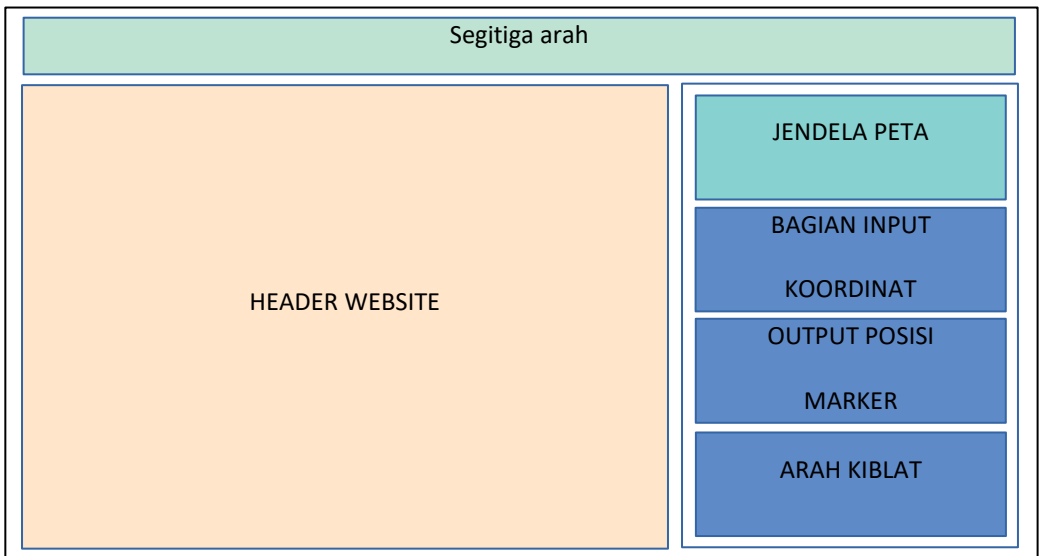 Segitiga arah
HEADER WEBSITE
JENDELA PETA
BAGIAN INPUT
KOORDINAT
OUTPUT POSISI
MARKER
ARAH KIBLAT